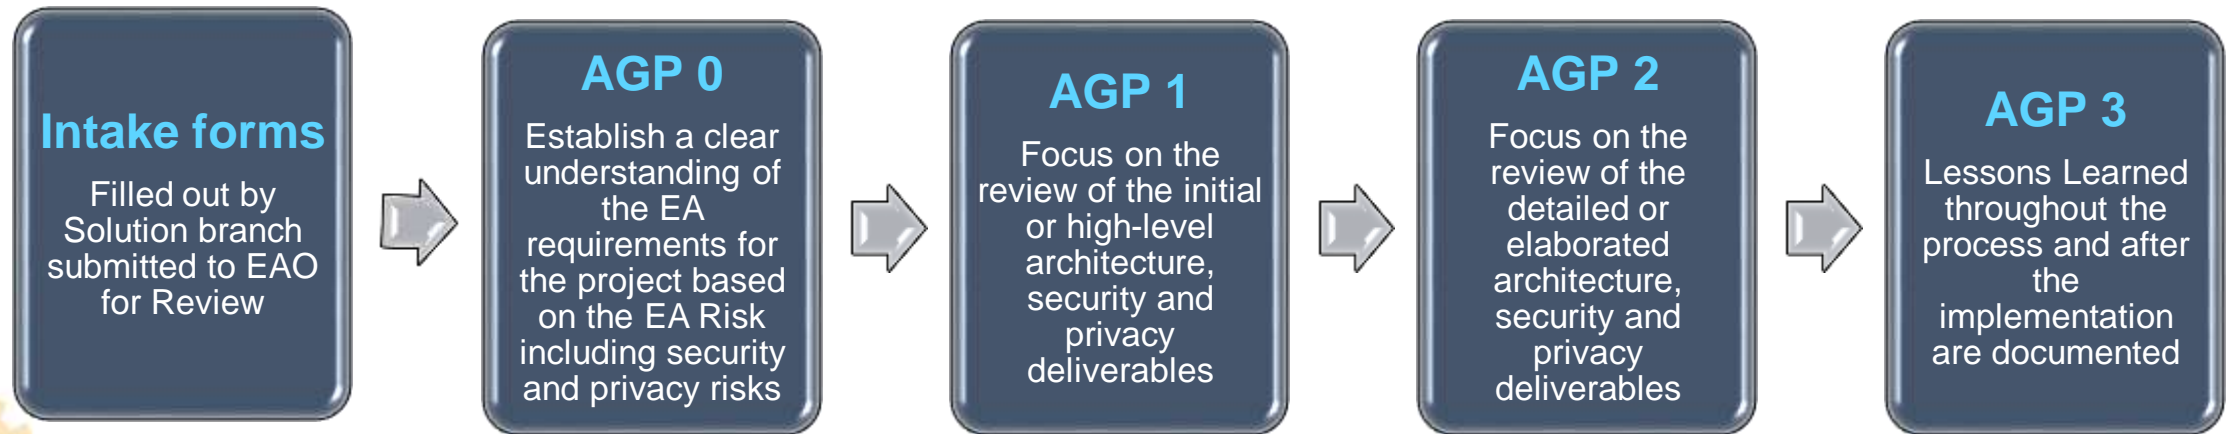 Intake forms
Filled out by
Solution branch
submitted to EAO
for Review
AGP 0
Establish a clear
understanding of
the EA
requirements for
the project based
on the EA Risk
including security
and privacy risks
AGP 1
Focus on the
review of the initial
or high-level
architecture,
security and
privacy
deliverables
AGP 2
Focus on the
review of the
detailed or
elaborated
architecture,
security and
privacy
deliverables
AGP 3
Lessons Learned
throughout the
process and after
the
implementation
are documented